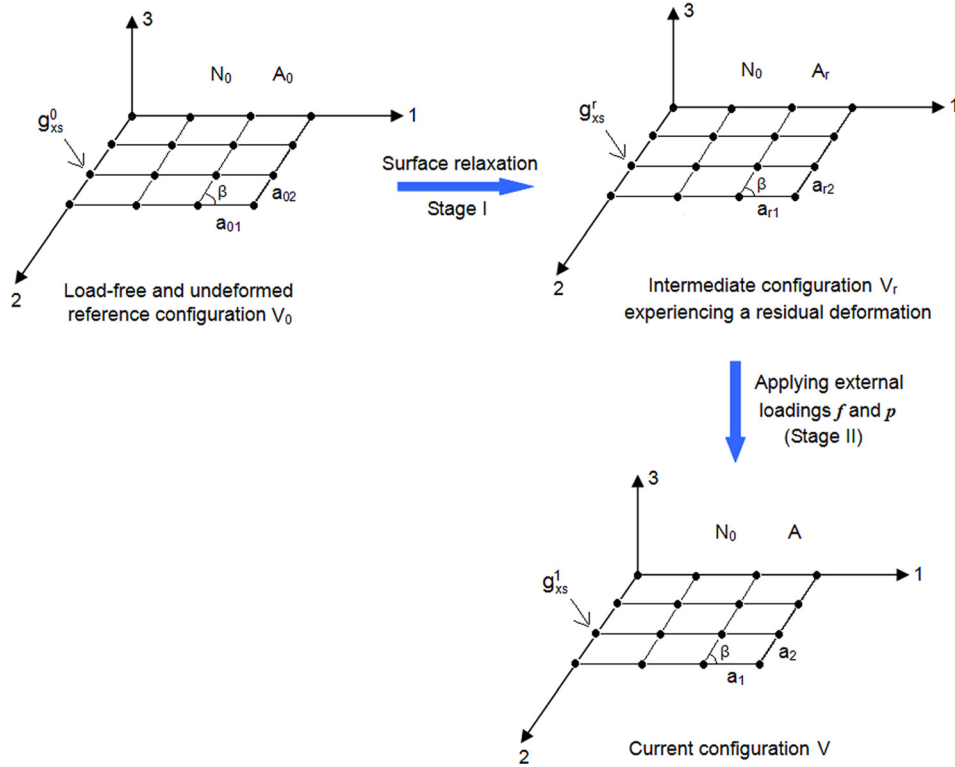 3
N₀ A₀
1
g⁰ₓₛ
β
a₀₂
a₀₁
2
Load-free and undeformed
reference configuration V₀
Surface relaxation
Stage I
3
N₀ Aᵣ
1
gʳₓₛ
β
aᵣ₂
aᵣ₁
2
Intermediate configuration Vᵣ
experiencing a residual deformation
Applying external
loadings f and p
(Stage II)
3
N₀ A
1
g¹ₓₛ
β
a₂
a₁
2
Current configuration V